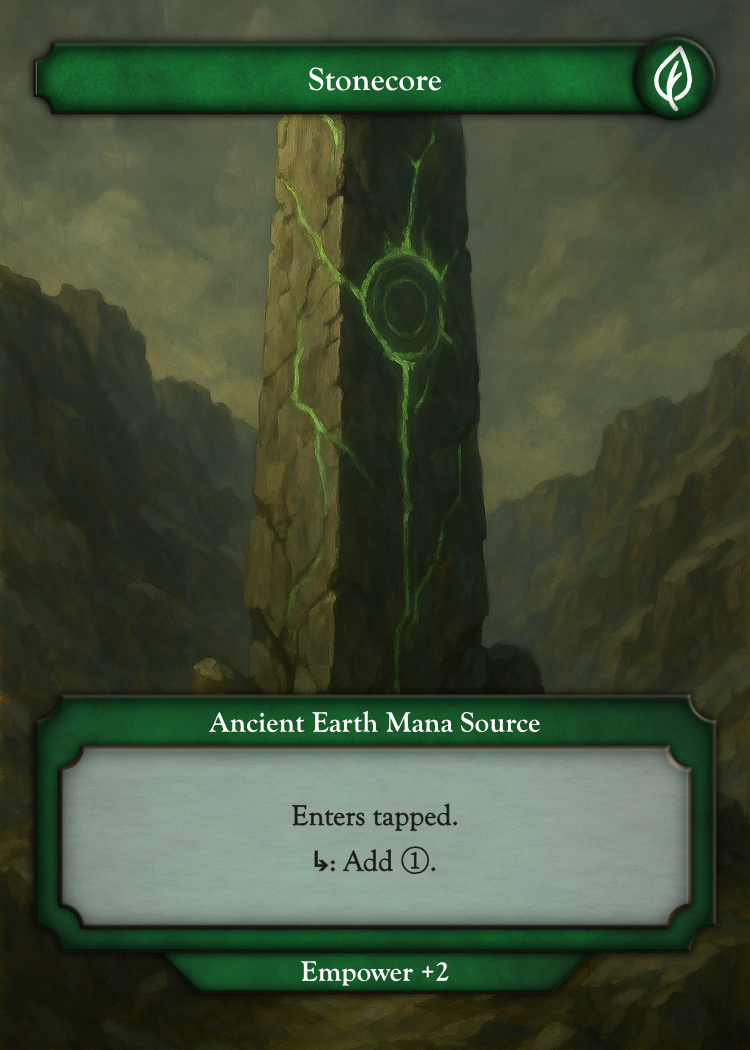 Stonecore
Ancient Earth Mana Source
Enters tapped.
↳: Add ①.
Empower +2